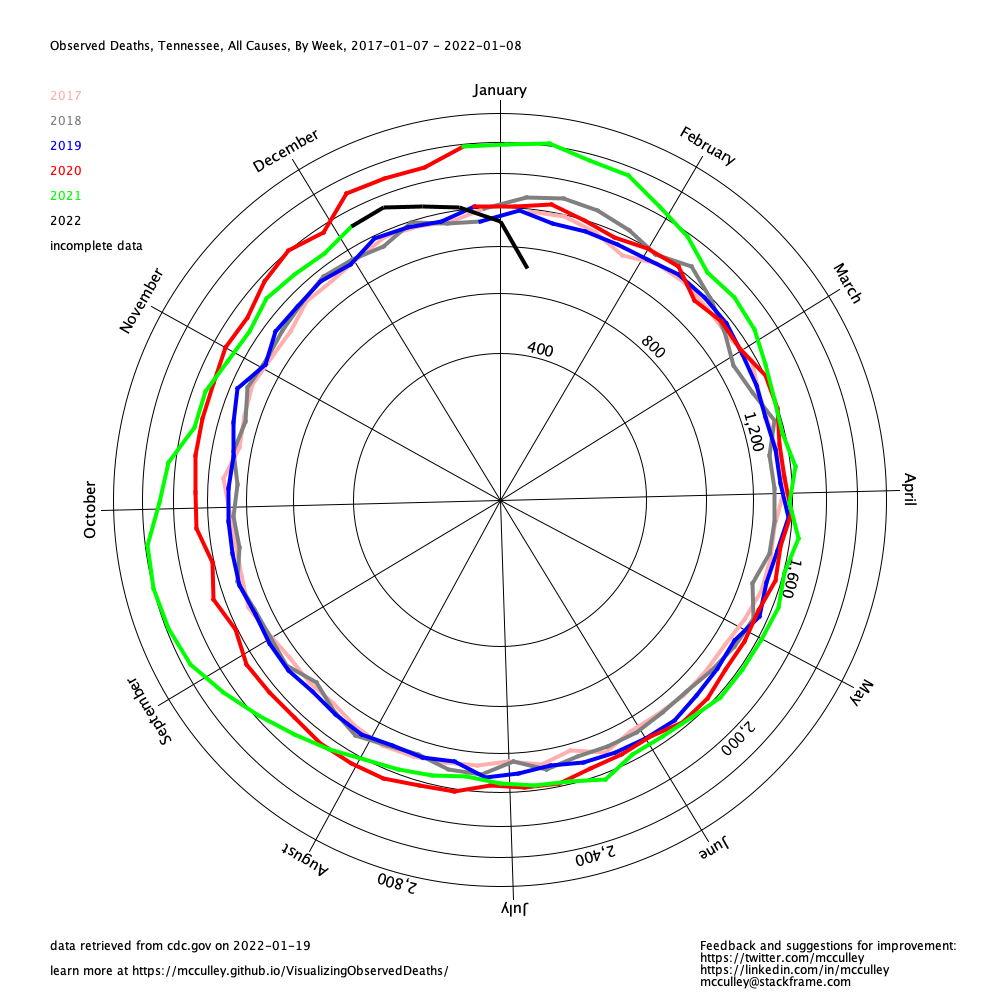 Observed Deaths, Tennessee, All Causes, By Week, 2017-01-07 - 2022-01-08
January
2017
2018
2019
2020
2021
2022
incomplete data
December
February
November
March
400
800
1,200
October
April
1,600
September
May
2,000
August
June
2,400
2,800
July
data retrieved from cdc.gov on 2022-01-19
learn more at https://mcculley.github.io/VisualizingObservedDeaths/
Feedback and suggestions for improvement:
https://twitter.com/mcculley
https://linkedin.com/in/mcculley
mcculley@stackframe.com